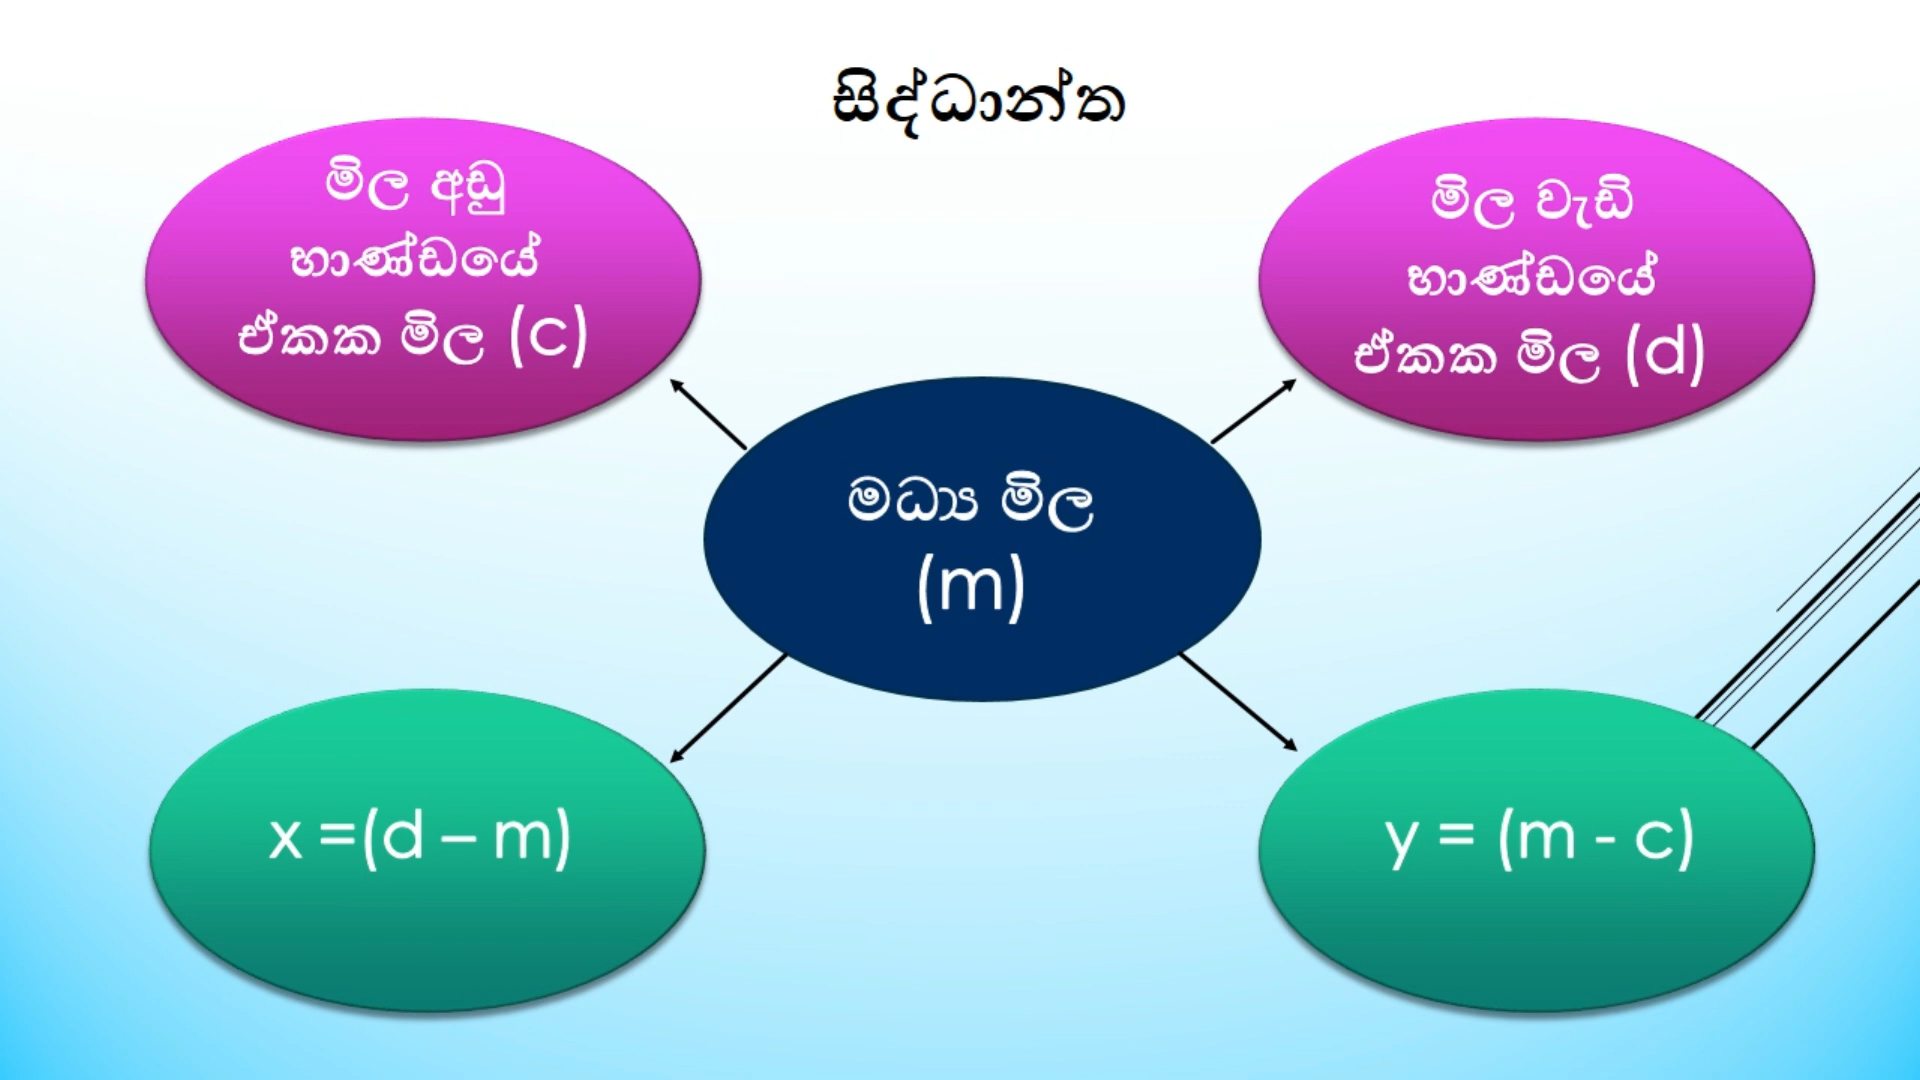 සිද්ධාන්ත
මිල අඩු
භාණ්ඩයේ
ඒකක මිල (c)
මිල වැඩි
භාණ්ඩයේ
ඒකක මිල (d)
මධ්‍ය මිල
(m)
x =(d – m)
y = (m - c)